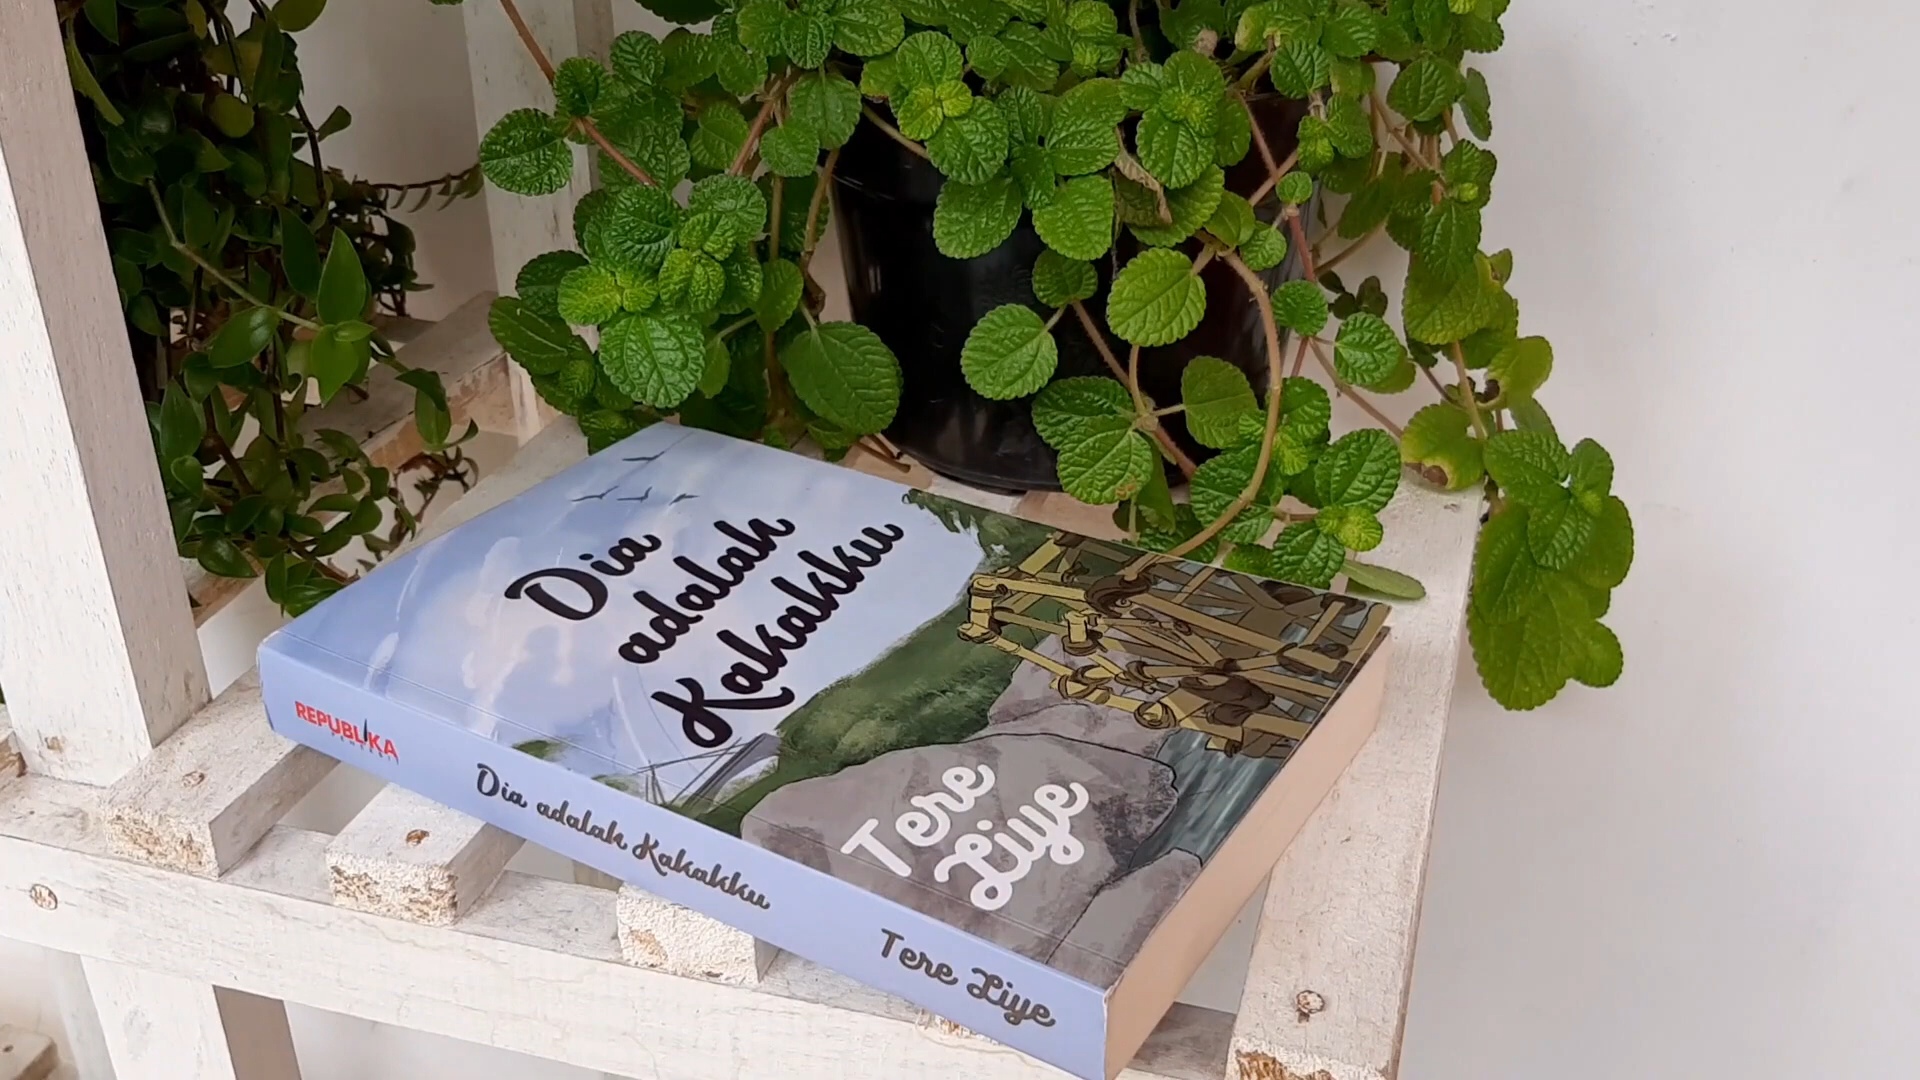 Dia
adalah
Kakakku
Tere
Liye
REPUBLIKA
Dia adalah Kakakku
Tere Liye